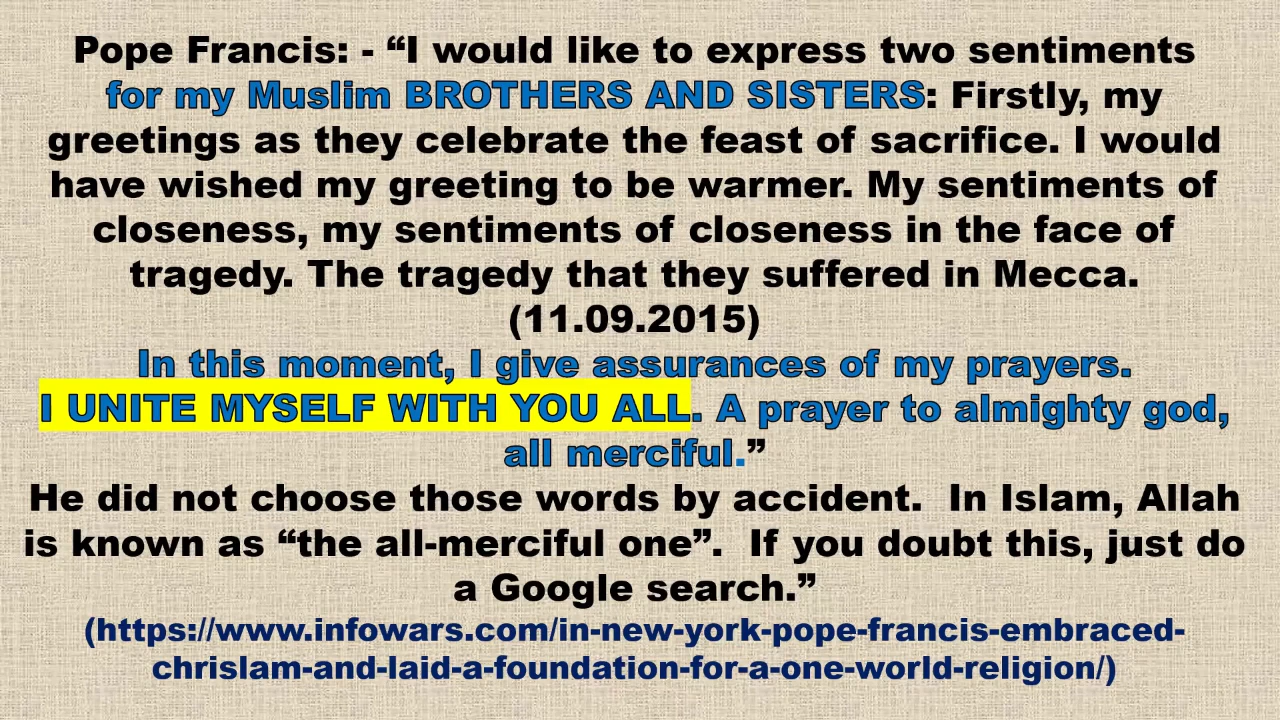 Pope Francis: - “I would like to express two sentiments
for my Muslim BROTHERS AND SISTERS: Firstly, my
greetings as they celebrate the feast of sacrifice. I would
have wished my greeting to be warmer. My sentiments of
closeness, my sentiments of closeness in the face of
tragedy. The tragedy that they suffered in Mecca.
(11.09.2015)
In this moment, I give assurances of my prayers.
I UNITE MYSELF WITH YOU ALL. A prayer to almighty god,
all merciful.”
He did not choose those words by accident.  In Islam, Allah
is known as “the all-merciful one”.  If you doubt this, just do
a Google search.”
(https://www.infowars.com/in-new-york-pope-francis-embraced-
chrislam-and-laid-a-foundation-for-a-one-world-religion/)